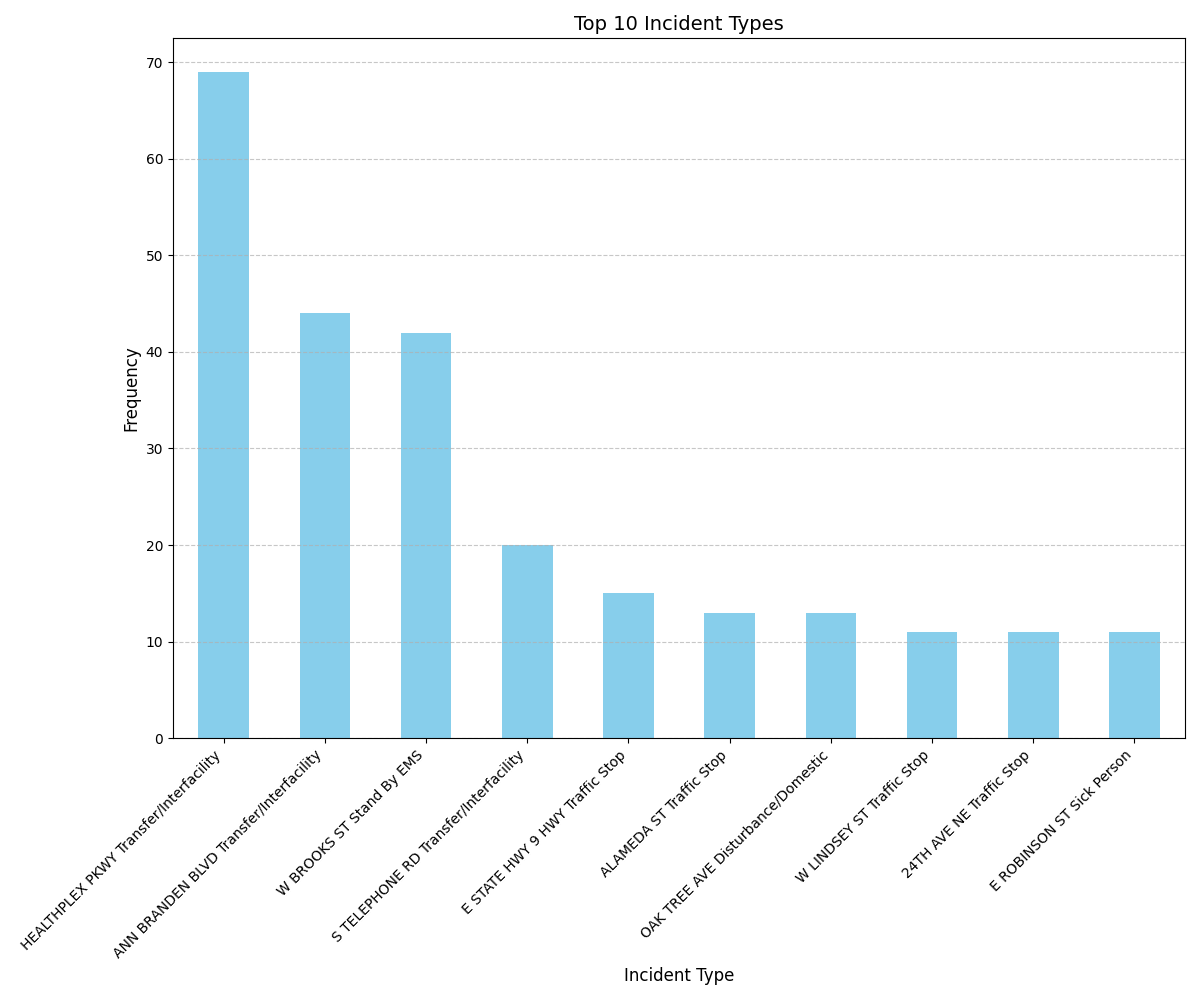 Top 10 Incident Types
Frequency
70
60
50
40
30
20
10
0
HEALTHPLEX PKWY Transfer/Interfacility
ANN BRANDEN BLVD Transfer/Interfacility
W BROOKS ST Stand By EMS
S TELEPHONE RD Transfer/Interfacility
E STATE HWY 9 HWY Traffic Stop
ALAMEDA ST Traffic Stop
OAK TREE AVE Disturbance/Domestic
W LINDSEY ST Traffic Stop
24TH AVE NE Traffic Stop
E ROBINSON ST Sick Person
Incident Type